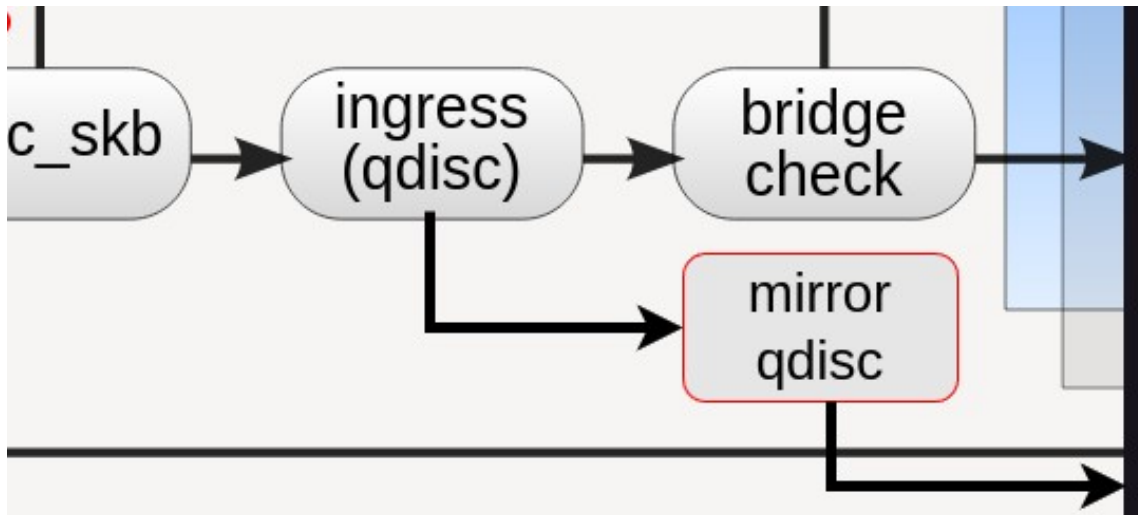 c_skb
ingress
(qdisc)
bridge
check
mirror
qdisc